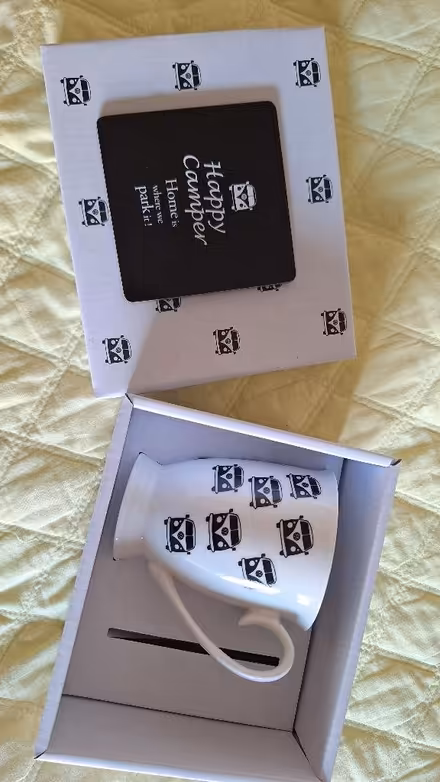 Happy
Camper
Home is
where we
park it!